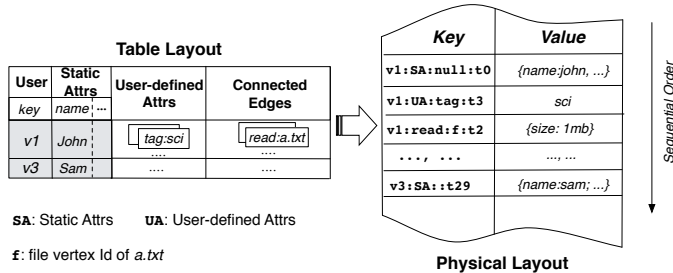 Table Layout
User Static Attrs User-defined Attrs Connected Edges
key name ...
v1 John tag:sci read:a.txt
.... ....
v3 Sam .... ....
SA: Static Attrs UA: User-defined Attrs
f: file vertex Id of a.txt
Key Value
v1:SA:null:t0 {name:john, ...}
v1:UA:tag:t3 sci
v1:read:f:t2 {size: 1mb}
..., ... ..., ...
v3:SA::t29 {name:sam; ...}
Physical Layout
Sequential Order